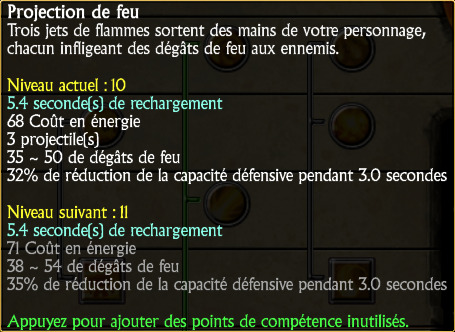 Projection de feu
Trois jets de flammes sortent des mains de votre personnage,
chacun infligeant des dégâts de feu aux ennemis.
Niveau actuel : 10
5.4 seconde(s) de rechargement
68 Coût en énergie
3 projectile(s)
35 ~ 50 de dégâts de feu
32% de réduction de la capacité défensive pendant 3.0 secondes
Niveau suivant : 11
5.4 seconde(s) de rechargement
71 Coût en énergie
38 ~ 54 de dégâts de feu
35% de réduction de la capacité défensive pendant 3.0 secondes
Appuyez pour ajouter des points de compétence inutilisés.